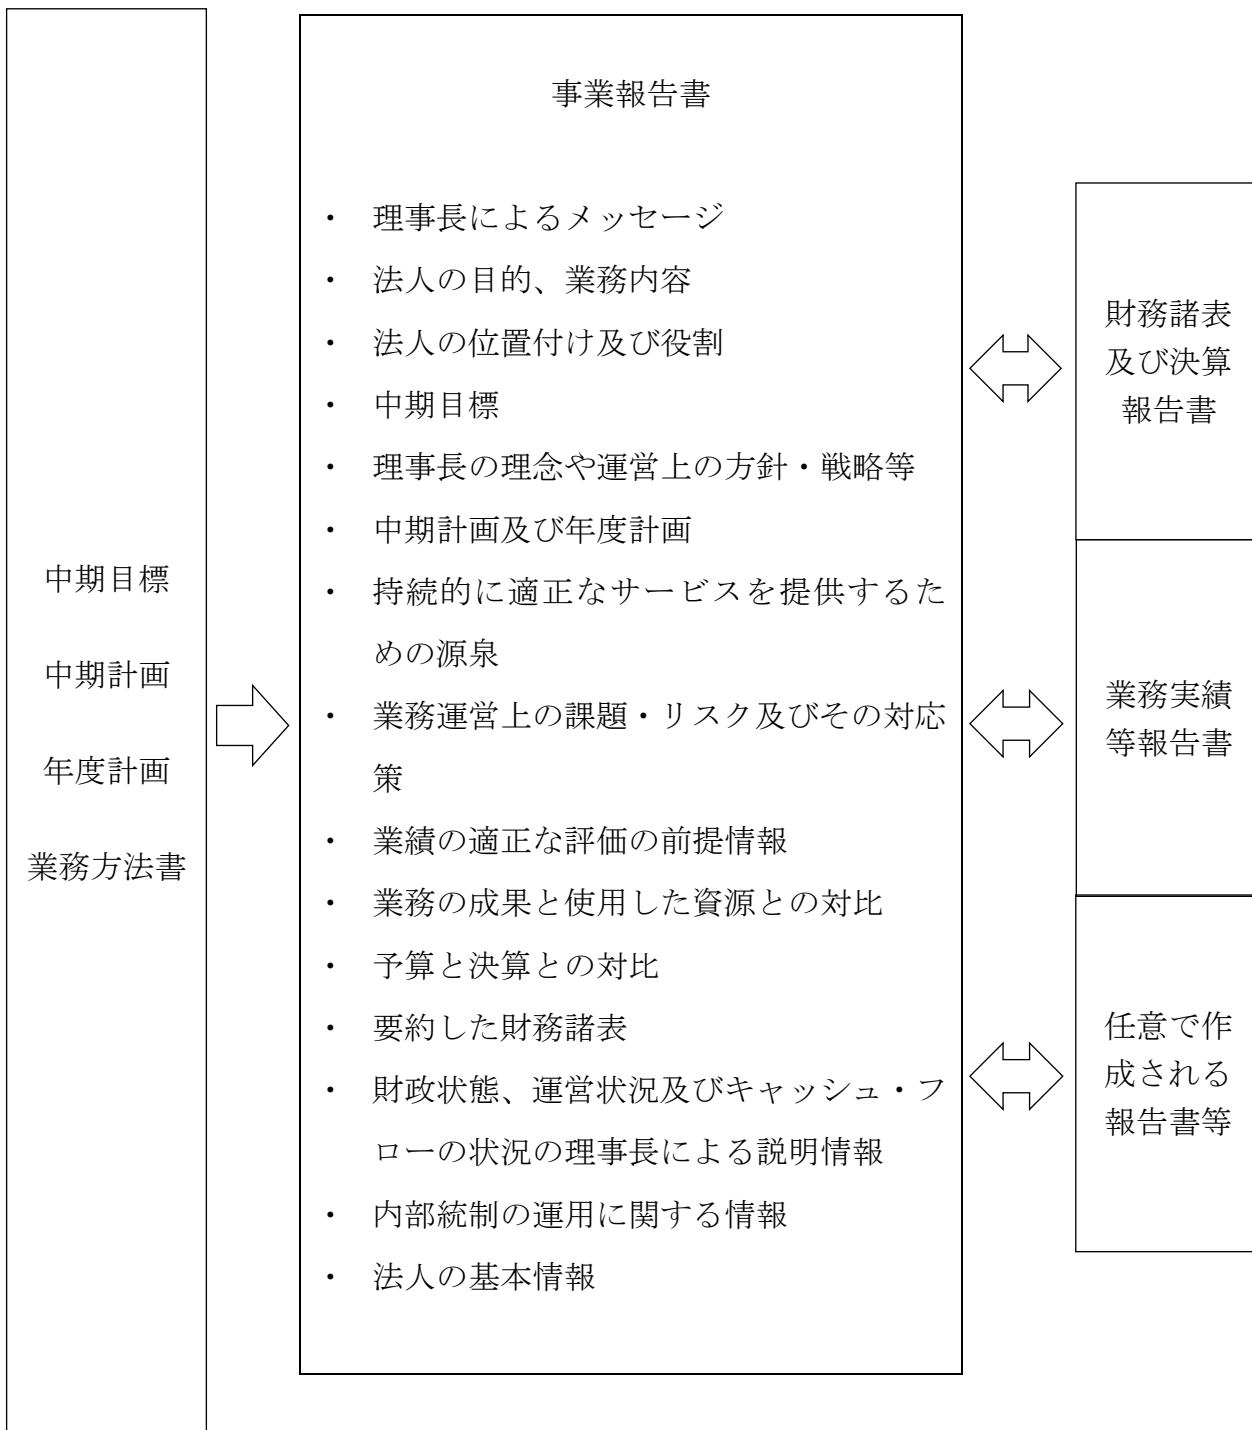 中期目標
中期計画
年度計画
業務方法書
事業報告書
・ 理事長によるメッセージ
・ 法人の目的、業務内容
・ 法人の位置付け及び役割
・ 中期目標
・ 理事長の理念や運営上の方針・戦略等
・ 中期計画及び年度計画
・ 持続的に適正なサービスを提供するた
めの源泉
・ 業務運営上の課題・リスク及びその対応
策
・ 業績の適正な評価の前提情報
・ 業務の成果と使用した資源との対比
・ 予算と決算との対比
・ 要約した財務諸表
・ 財政状態、運営状況及びキャッシュ・フ
ローの状況の理事長による説明情報
・ 内部統制の運用に関する情報
・ 法人の基本情報
財務諸表
及び決算
報告書
業務実績
等報告書
任意で作
成される
報告書等